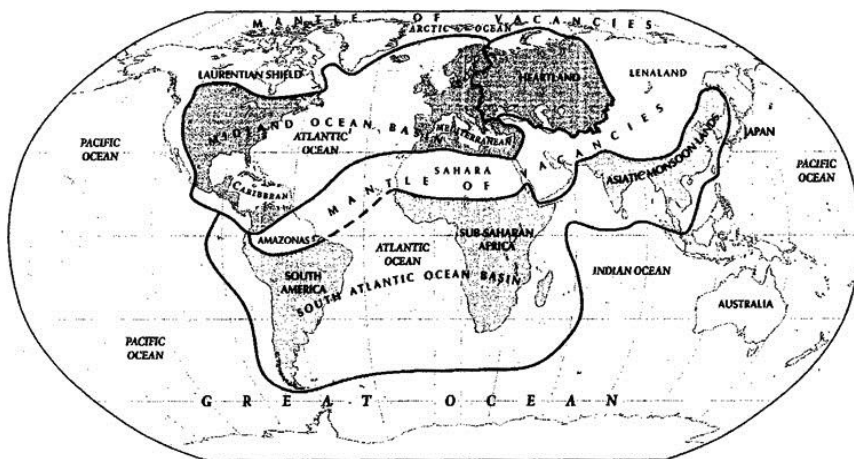 MANTLE OF VACANCIES
ARCTIC OCEAN
LAURENTIAN SHIELD
HEARTLAND
LENALAND
MIDLAND OCEAN BASIN
PACIFIC
OCEAN
ATLANTIC
OCEAN
MEDITERRANEAN
JAPAN
PACIFIC
OCEAN
SAHARA
ASIATIC MONSOON LANDS
CARIBBEAN
MANTLE OF VACANCIES
AMAZONAS
SUB-SAHARAN
AFRICA
ATLANTIC
OCEAN
SOUTH
AMERICA
SOUTH ATLANTIC OCEAN BASIN
INDIAN OCEAN
AUSTRALIA
PACIFIC
OCEAN
GREAT OCEAN